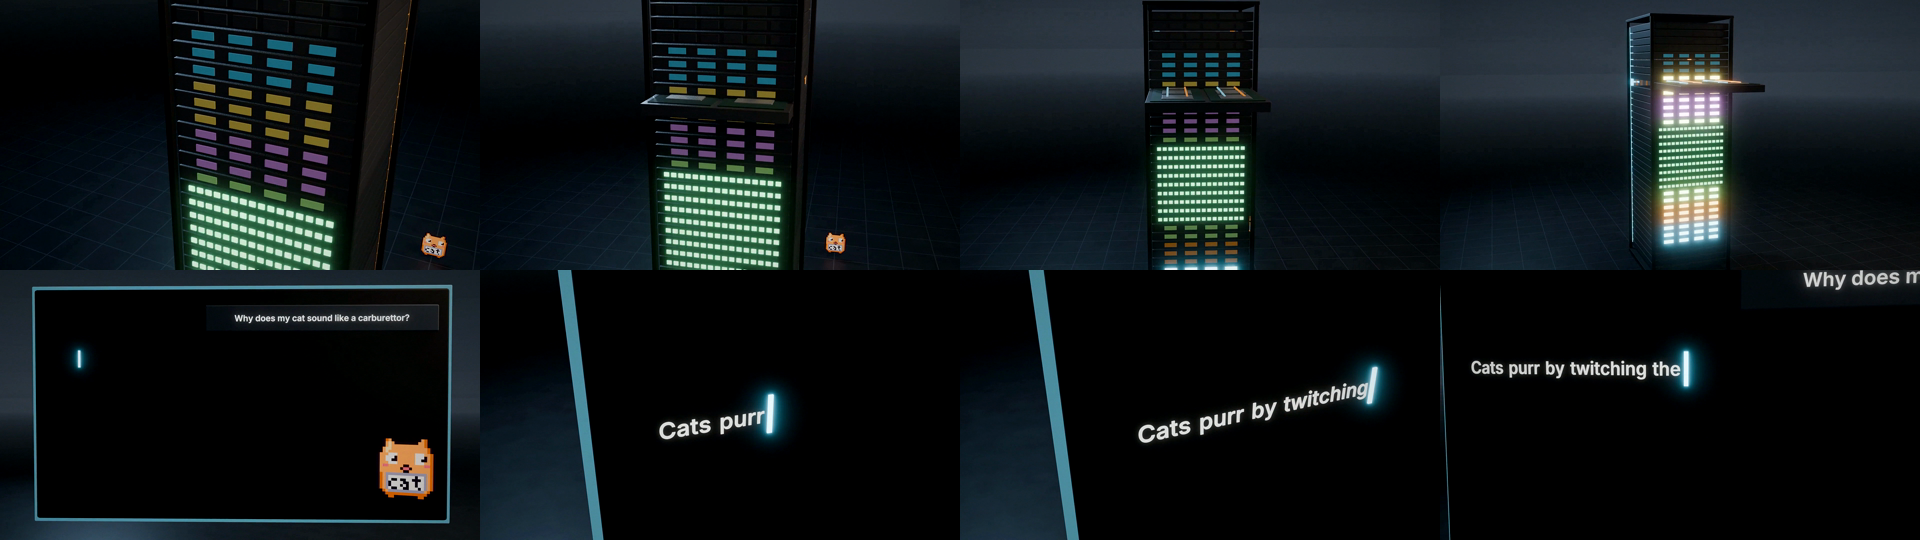 Why does my cat sound like a carburettor?
cat
Cats purr
Cats purr by twitching
Why does m
Cats purr by twitching the